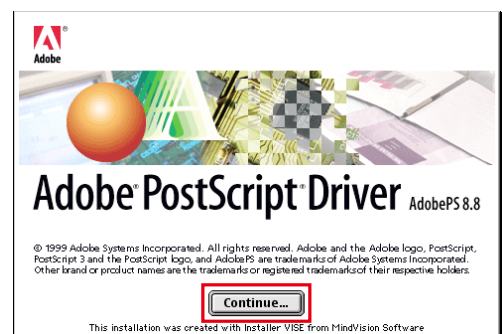 Adobe
Adobe® PostScript® Driver AdobePS 8.8
© 1999 Adobe Systems Incorporated. All rights reserved. Adobe and the Adobe logo, PostScript,
PostScript 3 and the PostScript logo, and AdobePS are trademarks of Adobe Systems Incorporated.
Other brand or product names are the trademarks or registered trademarks of their respective holders.
Continue...
This installation was created with Installer VISE from MindVision Software